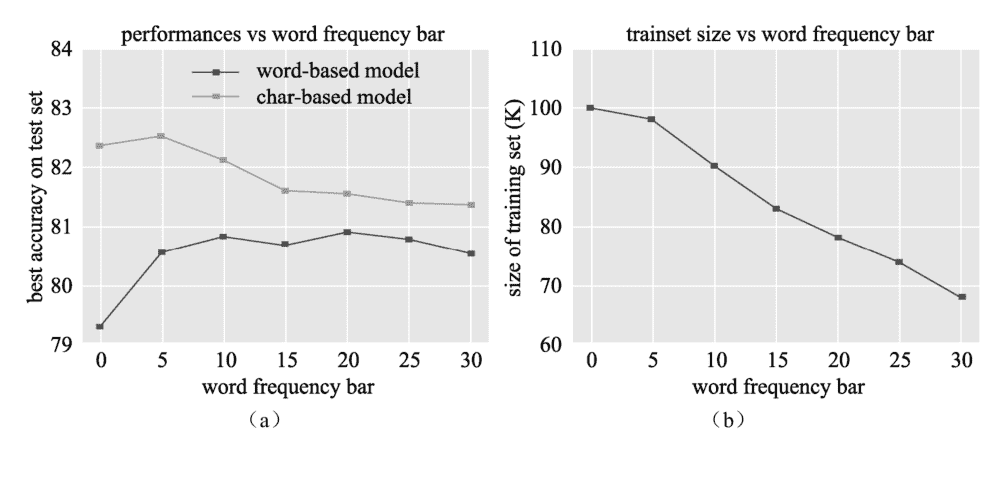 performances vs word frequency bar
84
83
82
81
80
79
best accuracy on test set
word-based model
char-based model
0 5 10 15 20 25 30
word frequency bar
（a）
trainset size vs word frequency bar
110
100
90
80
70
60
size of training set (K)
0 5 10 15 20 25 30
word frequency bar
（b）